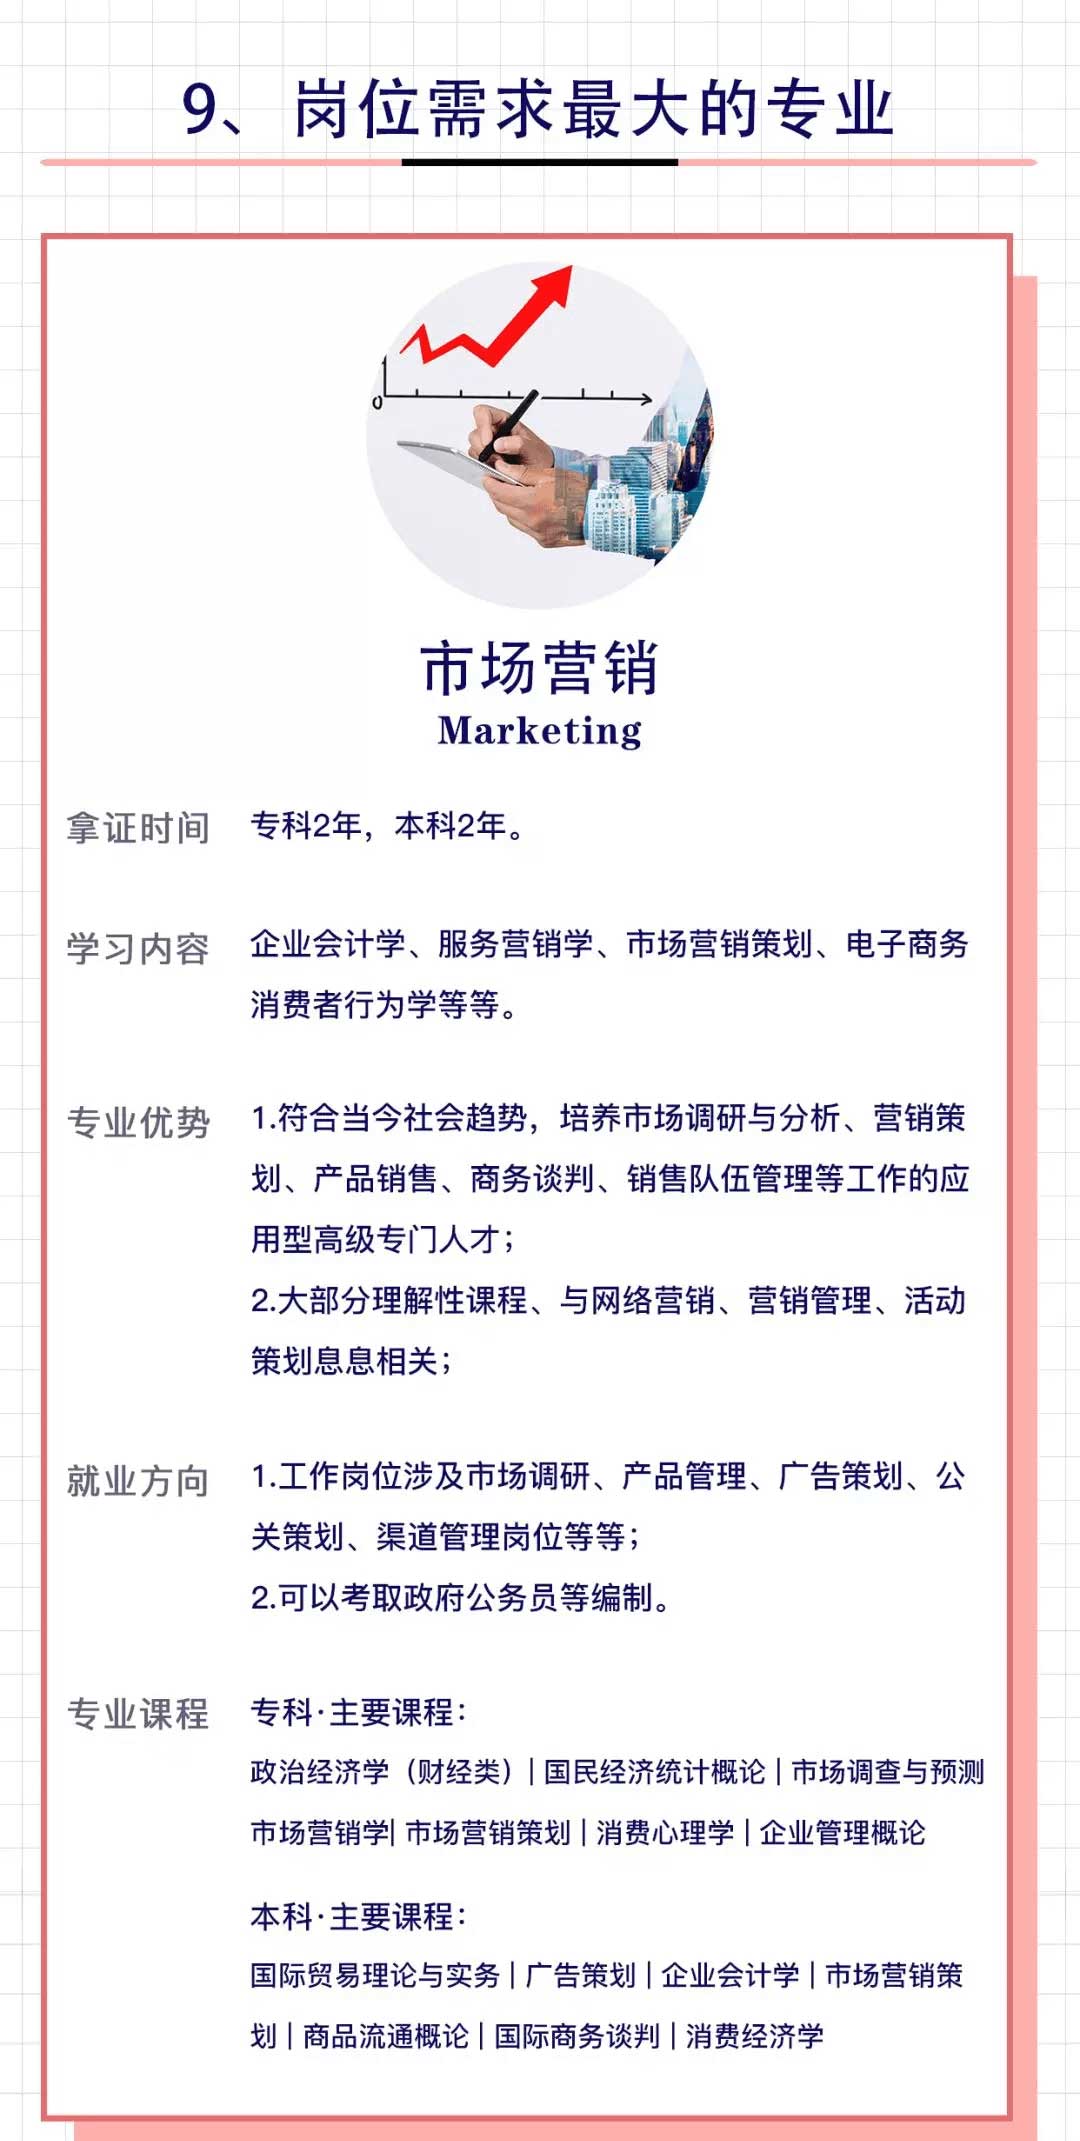 9、岗位需求最大的专业
0
市场营销
Marketing
拿证时间 专科2年，本科2年。
学习内容 企业会计学、服务营销学、市场营销策划、电子商务
消费者行为学等等。
专业优势 1.符合当今社会趋势，培养市场调研与分析、营销策
划、产品销售、商务谈判、销售队伍管理等工作的应
用型高级专门人才；
2.大部分理解性课程、与网络营销、营销管理、活动
策划息息相关；
就业方向 1.工作岗位涉及市场调研、产品管理、广告策划、公
关策划、渠道管理岗位等等；
2.可以考取政府公务员等编制。
专业课程 专科·主要课程：
政治经济学（财经类）| 国民经济统计概论 | 市场调查与预测
市场营销学| 市场营销策划 | 消费心理学 | 企业管理概论
本科·主要课程：
国际贸易理论与实务 | 广告策划 | 企业会计学 | 市场营销策
划 | 商品流通概论 | 国际商务谈判 | 消费经济学